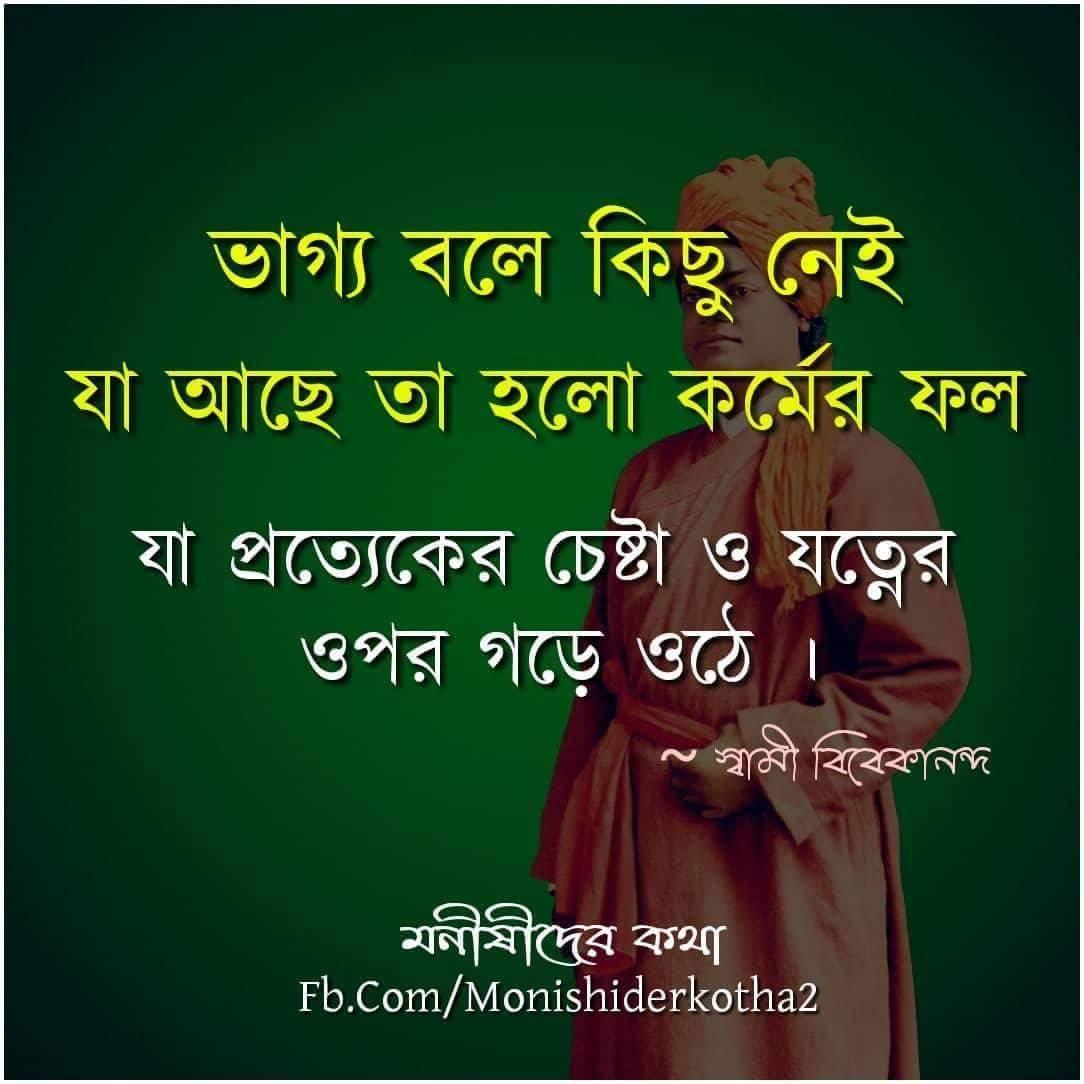 ভাগ্য বলে কিছু নেই
যা আছে তা হলো কর্মের ফল
যা প্রত্যেকের চেষ্টা ও যত্নের
ওপর গড়ে ওঠে ।
~ স্বামী বিবেকানন্দ
মনীষীদের কথা
Fb.Com/Monishiderkotha2